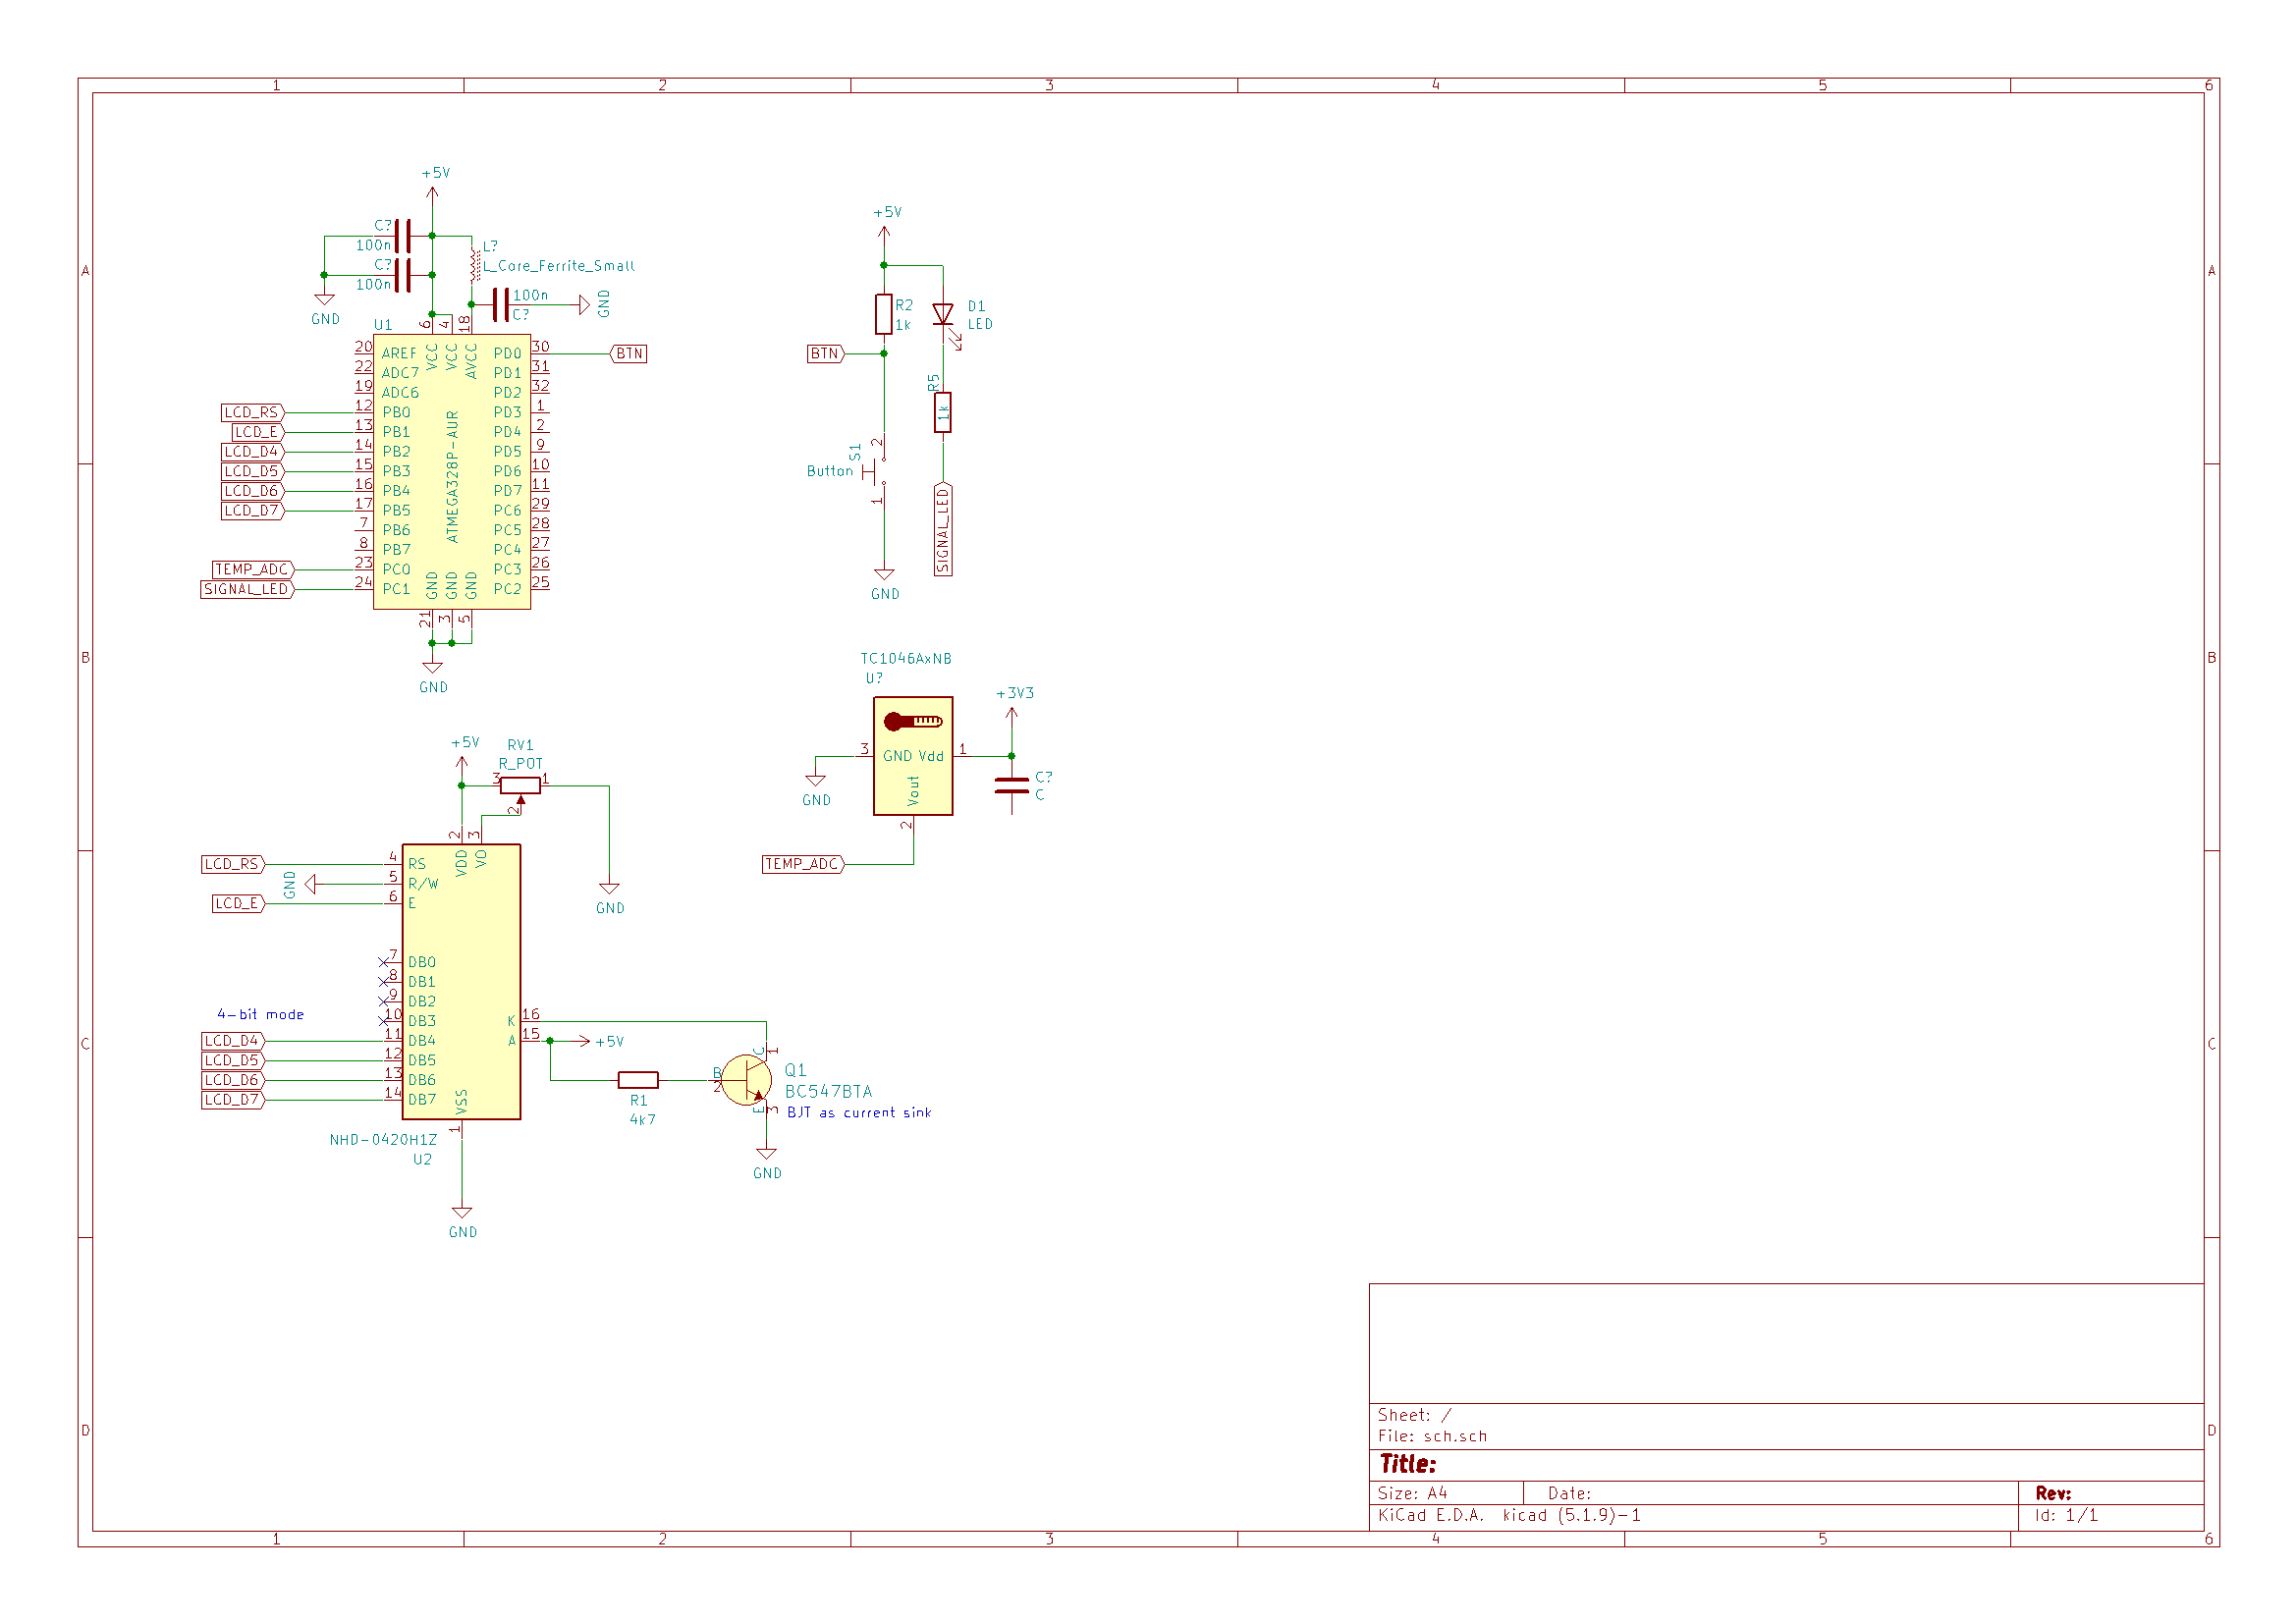 1 2 3 4 5 6
A
B
C
D
+5V
C?
100n
C?
100n
GND
L?
L_Core_Ferrite_Small
100n
C?
GND
U1
ATMEGA328P-AUR
6 VCC
4 VCC
18 AVCC
20 AREF
22 ADC7
19 ADC6
LCD_RS 12 PB0
LCD_E 13 PB1
LCD_D4 14 PB2
LCD_D5 15 PB3
LCD_D6 16 PB4
LCD_D7 17 PB5
7 PB6
8 PB7
TEMP_ADC 23 PC0
SIGNAL_LED 24 PC1
PD0 30 BTN
PD1 31
PD2 32
PD3 1
PD4 2
PD5 9
PD6 10
PD7 11
PC6 29
PC5 28
PC4 27
PC3 26
PC2 25
GND 21
GND 3
GND 5
GND
+5V
R2
1k
D1
LED
BTN
R5
1k
S1
Button
2
1
SIGNAL_LED
GND
TC1046AxNB
U?
+3V3
3 GND Vdd 1
Vout
2
GND
C?
C
TEMP_ADC
+5V
RV1
R_POT
3 1
2
GND
2 VDD
3 VO
LCD_RS 4 RS
GND 5 R/W
LCD_E 6 E
7 DB0
8 DB1
9 DB2
4-bit mode
10 DB3
LCD_D4 11 DB4
LCD_D5 12 DB5
LCD_D6 13 DB6
LCD_D7 14 DB7
K 16
A 15 +5V
VSS
1
NHD-0420H1Z
U2
GND
R1
4k7
B
2
C
1
E
3
Q1
BC547BTA
BJT as current sink
GND
Sheet: /
File: sch.sch
Title:
Size: A4 Date: Rev:
KiCad E.D.A. kicad (5.1.9)-1 Id: 1/1
A
B
C
D
1 2 3 4 5 6